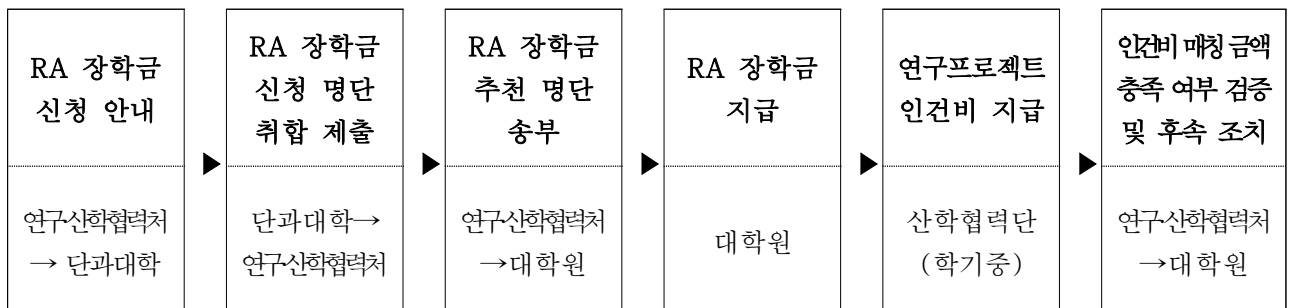 RA 장학금
신청 안내
연구·산학협력처
→ 단과대학
▶
RA 장학금
신청 명단
취합 제출
단과대학→
연구·산학협력처
▶
RA 장학금
추천 명단
송부
연구·산학협력처
→대학원
▶
RA 장학금
지급
대학원
▶
연구프로젝트
인건비 지급
산학협력단
(학기중)
▶
인건비 매칭 금액
충족 여부 검증
및 후속 조치
연구·산학협력처
→대학원